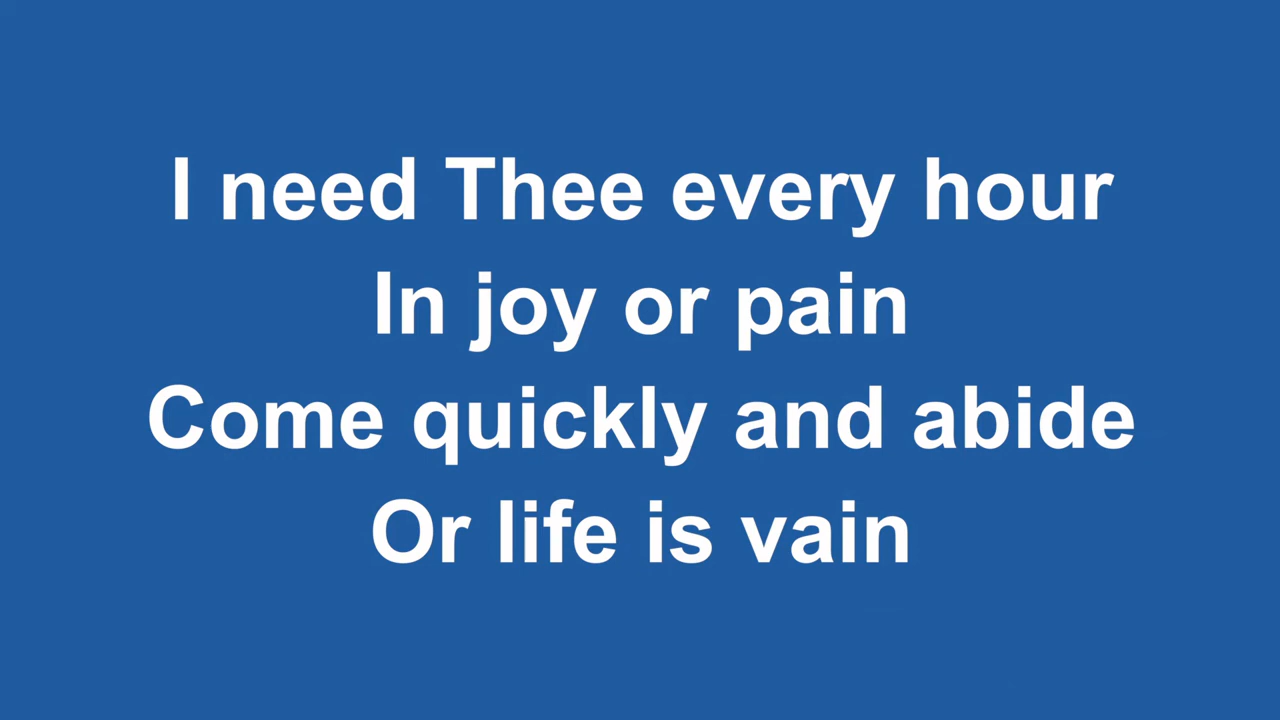 I need Thee every hour
In joy or pain
Come quickly and abide
Or life is vain